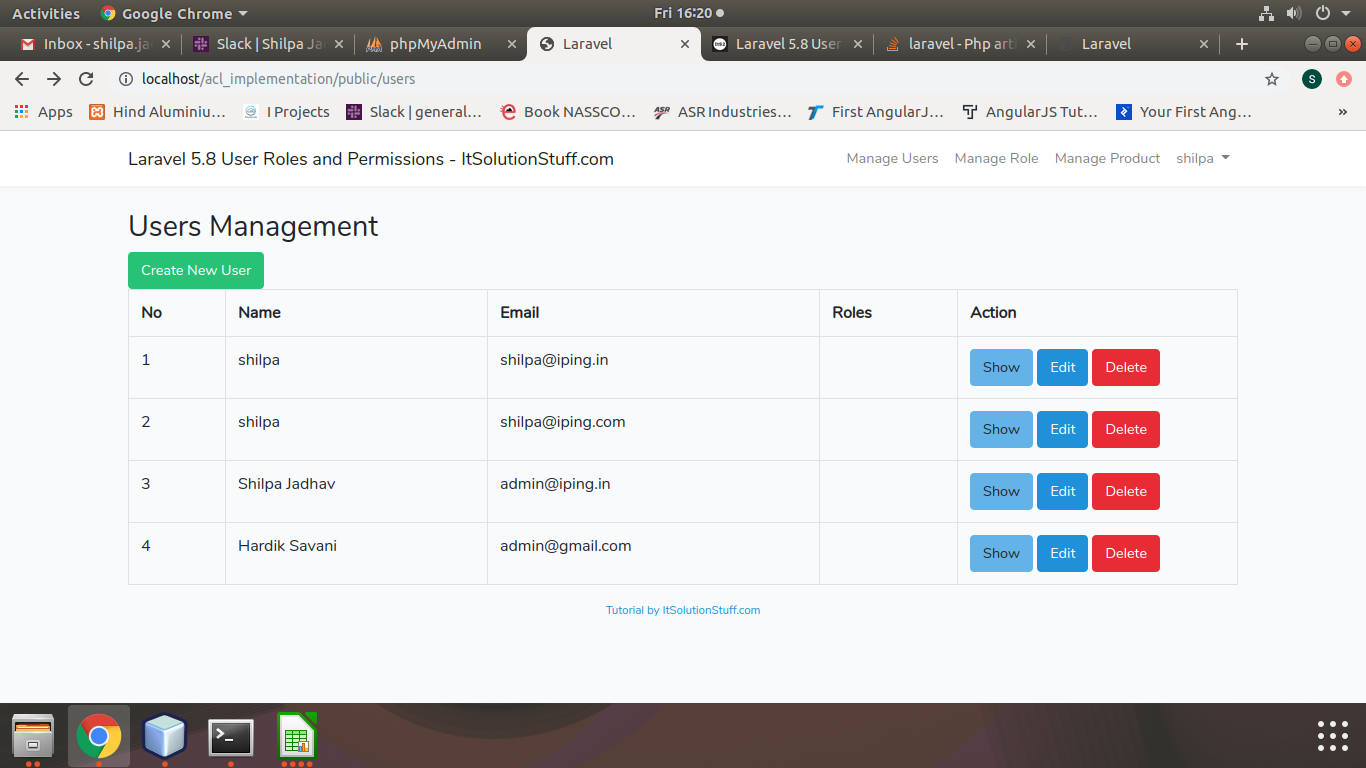 Activities Google Chrome Fri 16:20
Inbox - shilpa.ja Slack | Shilpa Ja phpMyAdmin Laravel Laravel 5.8 User laravel - Php arti Laravel
localhost/acl_implementation/public/users S
Apps Hind Aluminiu... I Projects Slack | general... Book NASSCO... ASR ASR Industries... First AngularJ... AngularJS Tut... Your First Ang... »
Laravel 5.8 User Roles and Permissions - ItSolutionStuff.com Manage Users Manage Role Manage Product shilpa
Users Management
Create New User
No Name Email Roles Action
1 shilpa shilpa@iping.in Show Edit Delete
2 shilpa shilpa@iping.com Show Edit Delete
3 Shilpa Jadhav admin@iping.in Show Edit Delete
4 Hardik Savani admin@gmail.com Show Edit Delete
Tutorial by ItSolutionStuff.com